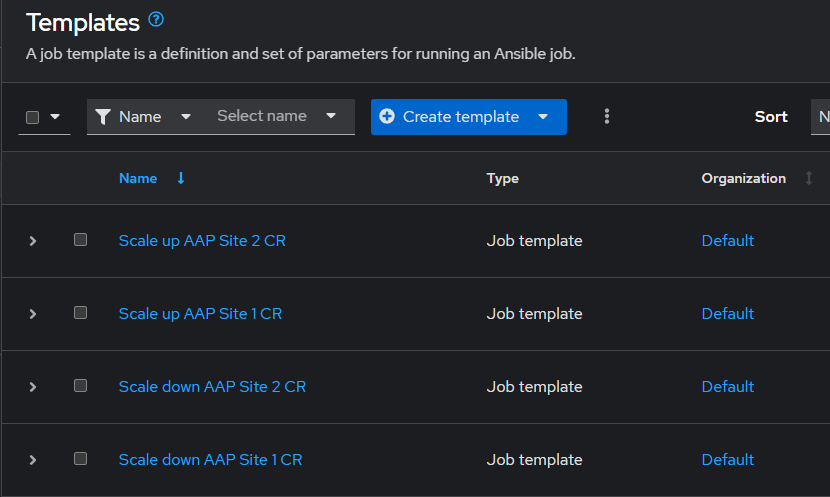 Templates
A job template is a definition and set of parameters for running an Ansible job.
Name Select name Create template Sort N
Name Type Organization
Scale up AAP Site 2 CR Job template Default
Scale up AAP Site 1 CR Job template Default
Scale down AAP Site 2 CR Job template Default
Scale down AAP Site 1 CR Job template Default